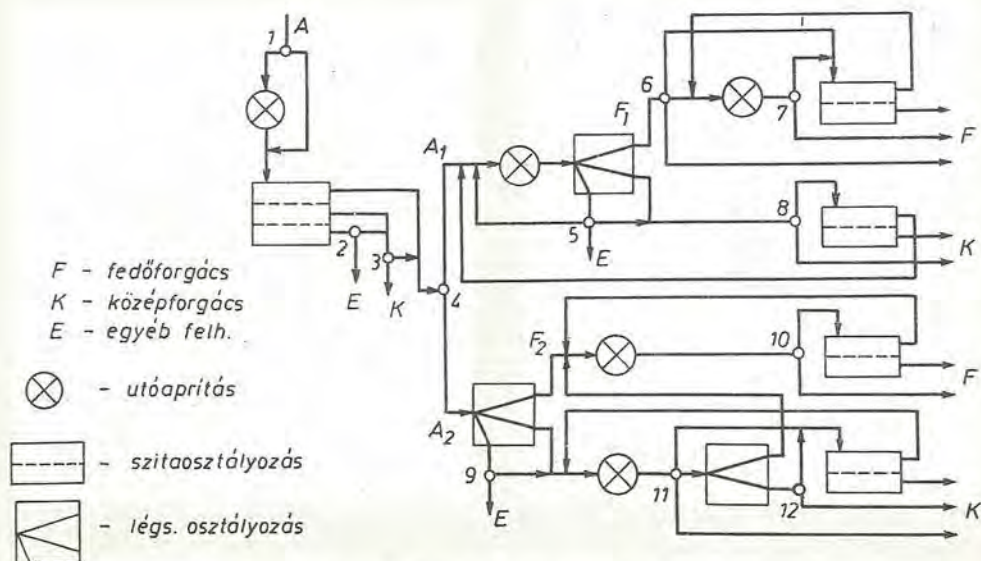 1 A
2
3
E K
4
A₁
F₁
5
E
6
7
F
8
K
F - fedőforgács
K - középforgács
E - egyéb felh.
- utóaprítás
- szitaosztályozás
- légs. osztályozás
A₂
F₂
9
E
10
F
11
12
K